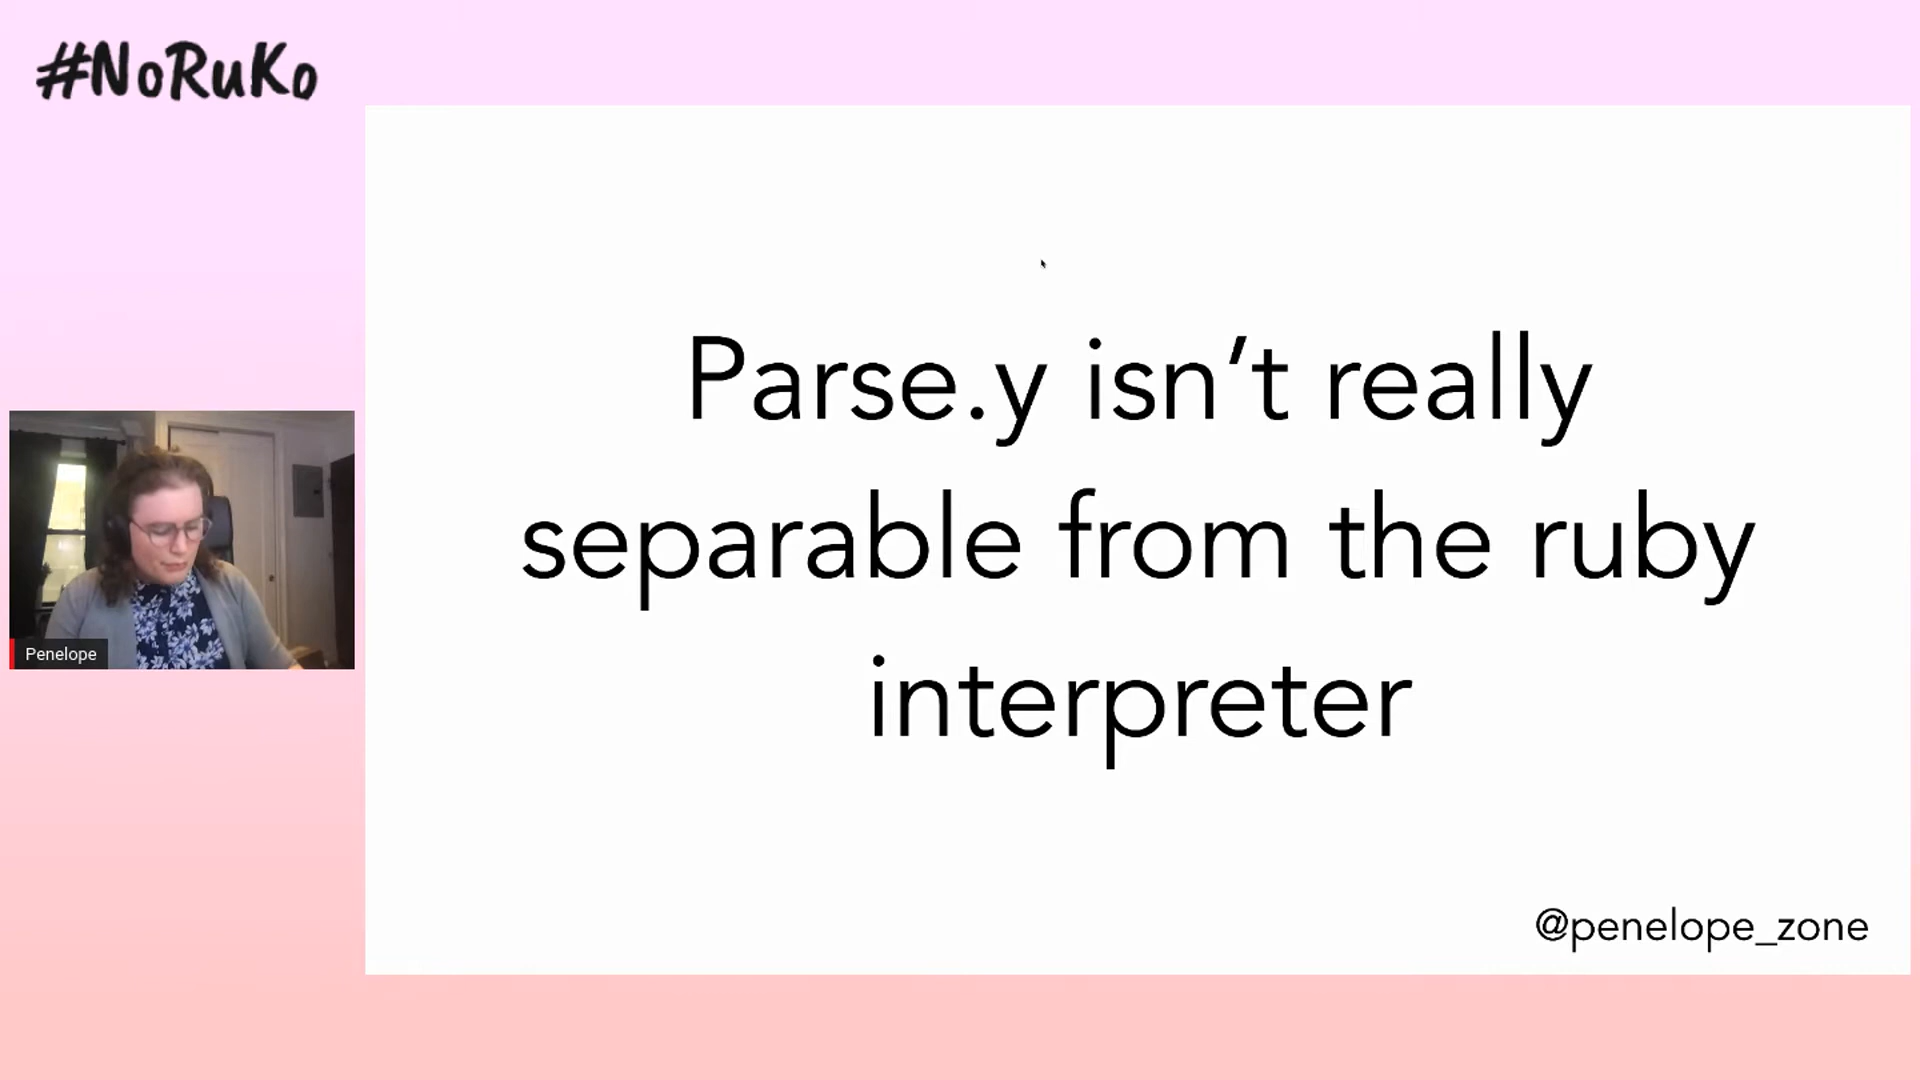 #NoRuKo
Parse.y isn’t really
separable from the ruby
interpreter
Penelope
@penelope_zone